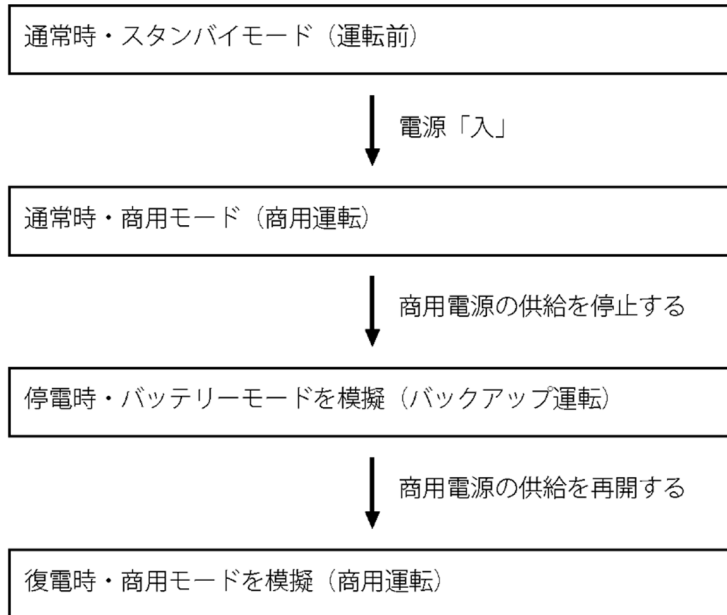 通常時・スタンバイモード（運転前）
電源「入」
通常時・商用モード（商用運転）
商用電源の供給を停止する
停電時・バッテリーモードを模擬（バックアップ運転）
商用電源の供給を再開する
復電時・商用モードを模擬（商用運転）